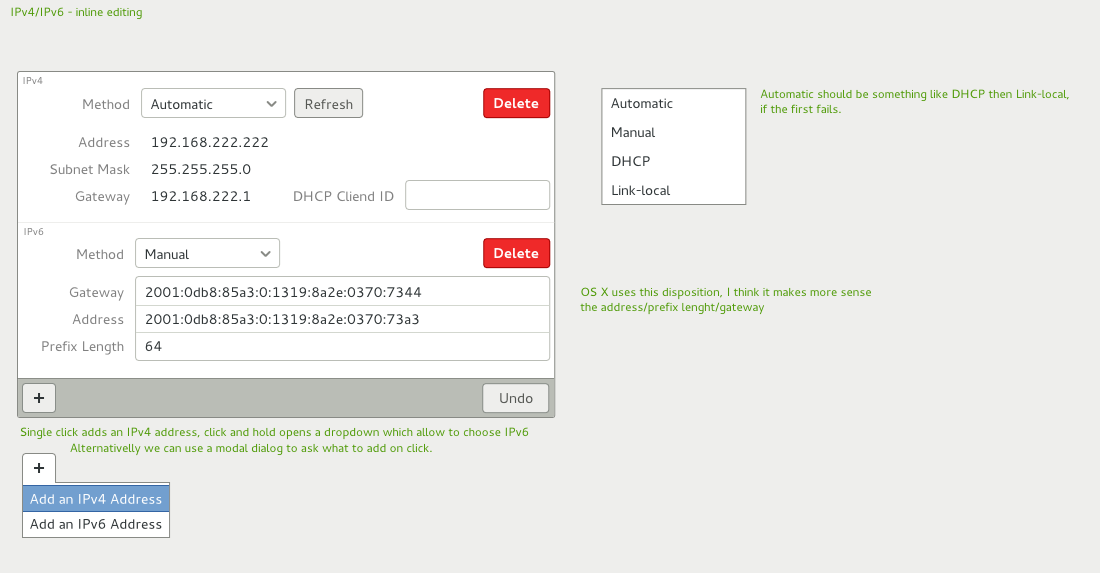 IPv4/IPv6 - inline editing
IPv4
Method Automatic Refresh Delete
Address 192.168.222.222
Subnet Mask 255.255.255.0
Gateway 192.168.222.1 DHCP Cliend ID
IPv6
Method Manual Delete
Gateway 2001:0db8:85a3:0:1319:8a2e:0370:7344
Address 2001:0db8:85a3:0:1319:8a2e:0370:73a3
Prefix Length 64
+ Undo
Automatic
Manual
DHCP
Link-local
Automatic should be something like DHCP then Link-local,
if the first fails.
OS X uses this disposition, I think it makes more sense
the address/prefix lenght/gateway
Single click adds an IPv4 address, click and hold opens a dropdown which allow to choose IPv6
Alternativelly we can use a modal dialog to ask what to add on click.
+
Add an IPv4 Address
Add an IPv6 Address